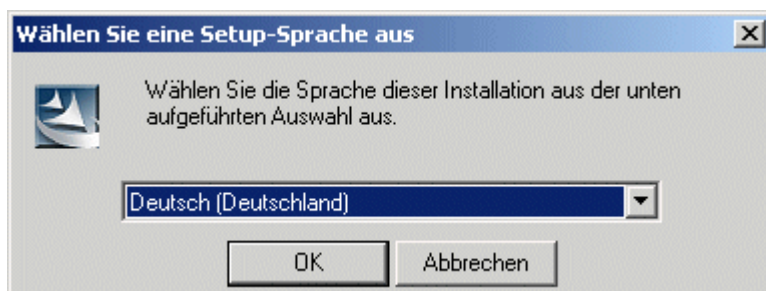 Wählen Sie eine Setup-Sprache aus
Wählen Sie die Sprache dieser Installation aus der unten
aufgeführten Auswahl aus.
Deutsch (Deutschland)
OK
Abbrechen